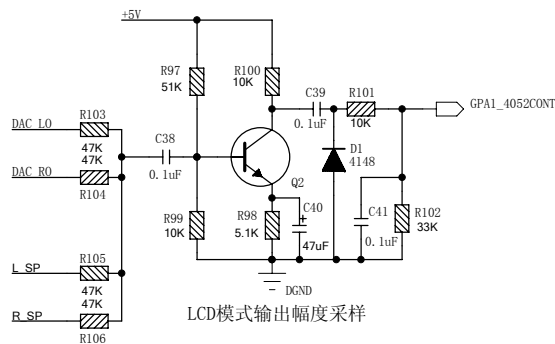 +5V
R97
51K
R100
10K
C39
0.1uF
R101
10K
GPA1_4052CONT
R103
DAC_LO
47K
47K
DAC_RO
R104
C38
0.1uF
D1
4148
Q2
R99
10K
R98
5.1K
C40
+
47uF
C41
0.1uF
R102
33K
R105
L_SP
47K
47K
R_SP
R106
DGND
LCD模式输出幅度采样